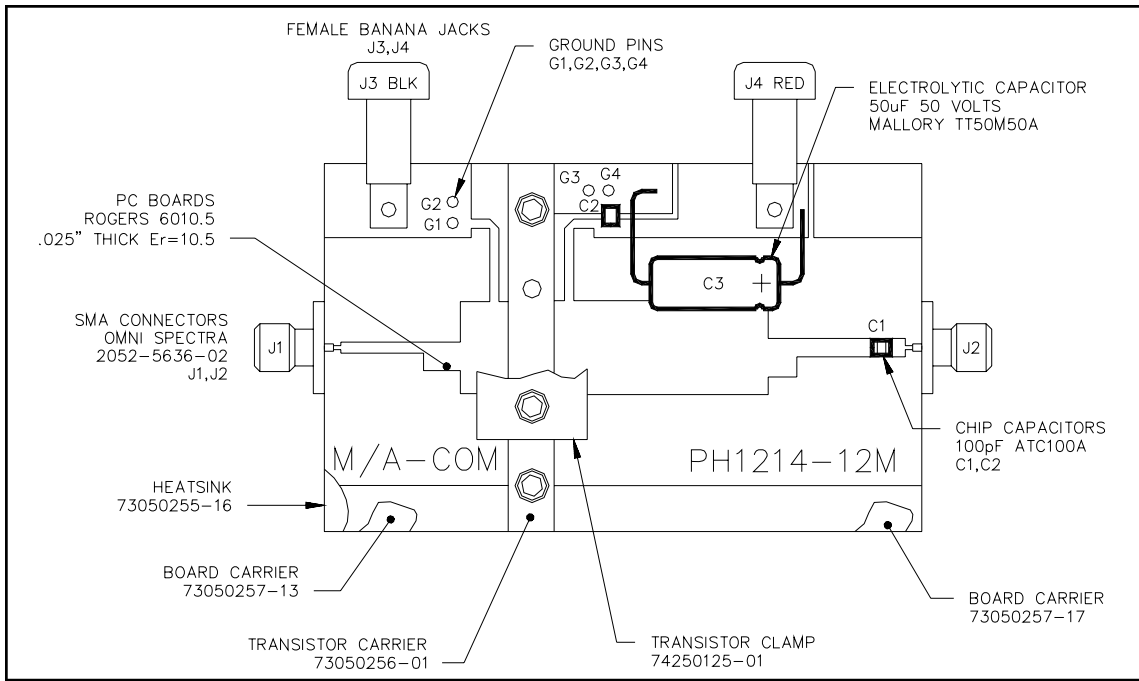 FEMALE BANANA JACKS
J3,J4
GROUND PINS
G1,G2,G3,G4
J3 BLK
J4 RED
ELECTROLYTIC CAPACITOR
50uF 50 VOLTS
MALLORY TT50M50A
PC BOARDS
ROGERS 6010.5
.025" THICK Er=10.5
G2
G1
G3
G4
C2
C3
+
SMA CONNECTORS
OMNI SPECTRA
2052-5636-02
J1,J2
J1
C1
J2
CHIP CAPACITORS
100pF ATC100A
C1,C2
M/A-COM
PH1214-12M
HEATSINK
73050255-16
BOARD CARRIER
73050257-13
BOARD CARRIER
73050257-17
TRANSISTOR CARRIER
73050256-01
TRANSISTOR CLAMP
74250125-01